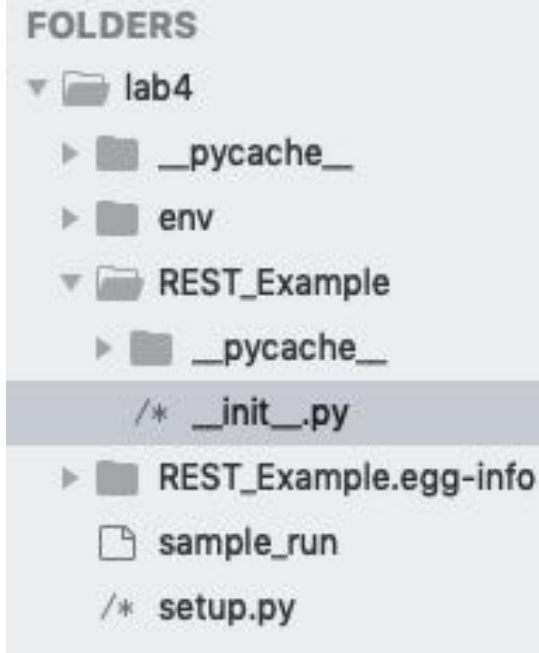 FOLDERS
lab4
__pycache__
env
REST_Example
__pycache__
/* __init__.py
REST_Example.egg-info
sample_run
/* setup.py